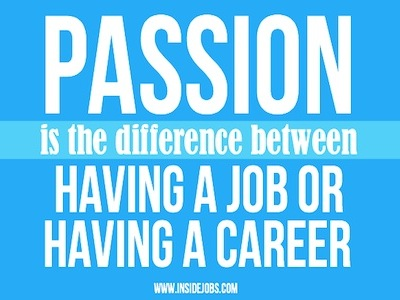 PASSION
is the difference between
HAVING A JOB OR
HAVING A CAREER
WWW.INSIDEJOBS.COM